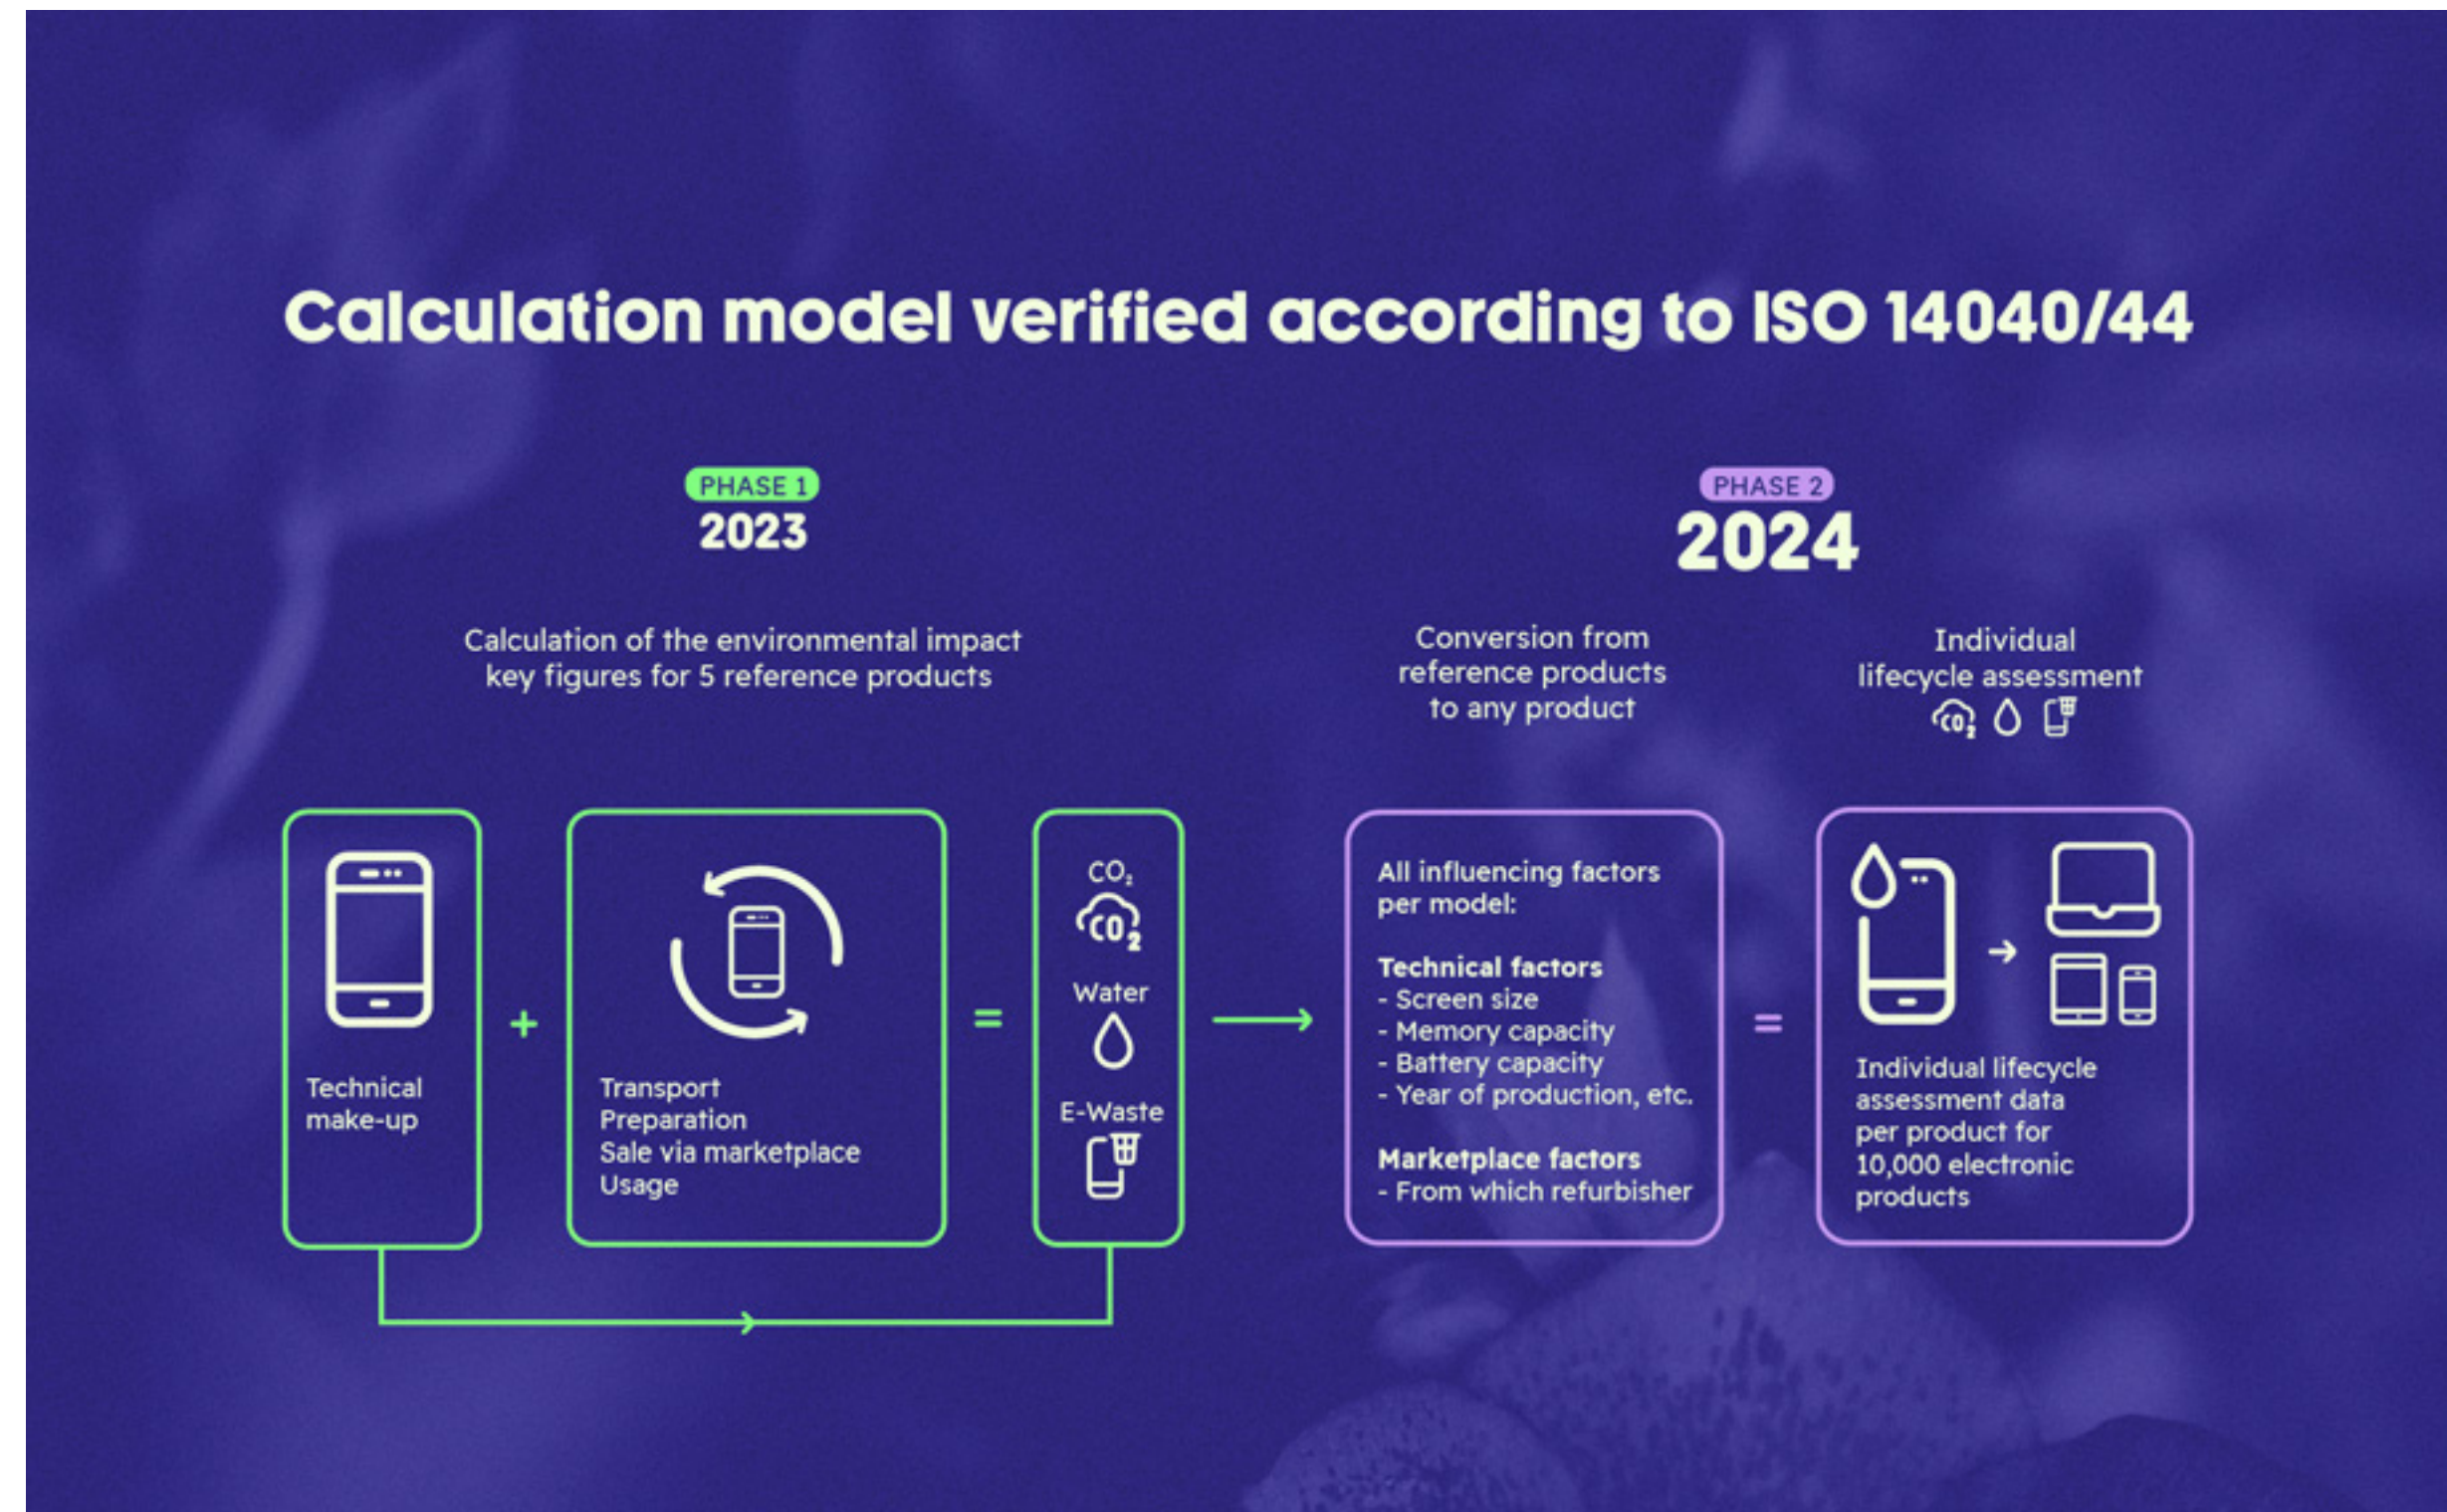 Calculation model verified according to ISO 14040/44
PHASE 1
2023
Calculation of the environmental impact
key figures for 5 reference products
Technical
make-up
+
Transport
Preparation
Sale via marketplace
Usage
=
CO₂
CO₂
Water
E-Waste
PHASE 2
2024
Conversion from
reference products
to any product
Individual
lifecycle assessment
CO₂
All influencing factors
per model:
Technical factors
- Screen size
- Memory capacity
- Battery capacity
- Year of production, etc.
Marketplace factors
- From which refurbisher
=
Individual lifecycle
assessment data
per product for
10,000 electronic
products